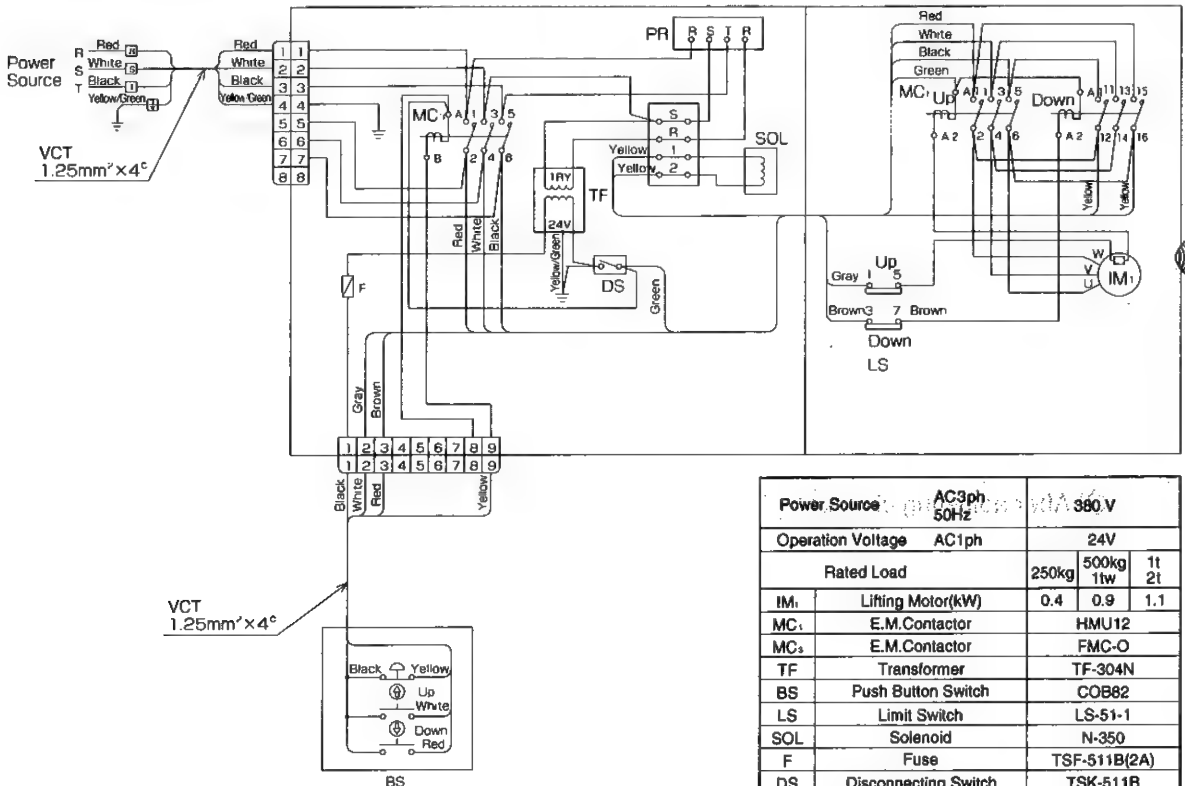 Power
Source
R Red R
S White S
T Black T
Yellow/Green
VCT
1.25mm²×4ᶜ
Red
White
Black
Yellow/Green
1 1
2 2
3 3
4 4
5 5
6 6
7 7
8 8
PR R S T R
MC A 1 3 5
B 2 4 6
Red
White
Black
S
R
Yellow 1
Yellow 2
SOL
1RY
24V
TF
Yellow/Green
DS
Green
F
Gray
Brown
Red
White
Black
Green
MC₁ Up A 1 3 5
Down A 11 13 15
A 2 2 4 6
A 2 12 14 16
Yellow
Yellow
W
V
U
IM₁
Up
Gray 1 5
Brown 3 7 Brown
Down
LS
1 2 3 4 5 6 7 8 9
1 2 3 4 5 6 7 8 9
Black
White
Red
Yellow
VCT
1.25mm²×4ᶜ
Black Yellow
Up
White
Down
Red
BS
Power Source AC3ph 50Hz 380 V
Operation Voltage AC1ph 24V
Rated Load 250kg 500kg 1tw 1t 2t
IM₁ Lifting Motor(kW) 0.4 0.9 1.1
MC₁ E.M.Contactor HMU12
MC₃ E.M.Contactor FMC-O
TF Transformer TF-304N
BS Push Button Switch COB82
LS Limit Switch LS-51-1
SOL Solenoid N-350
F Fuse TSF-511B(2A)
DS Disconnecting Switch TSK-511B